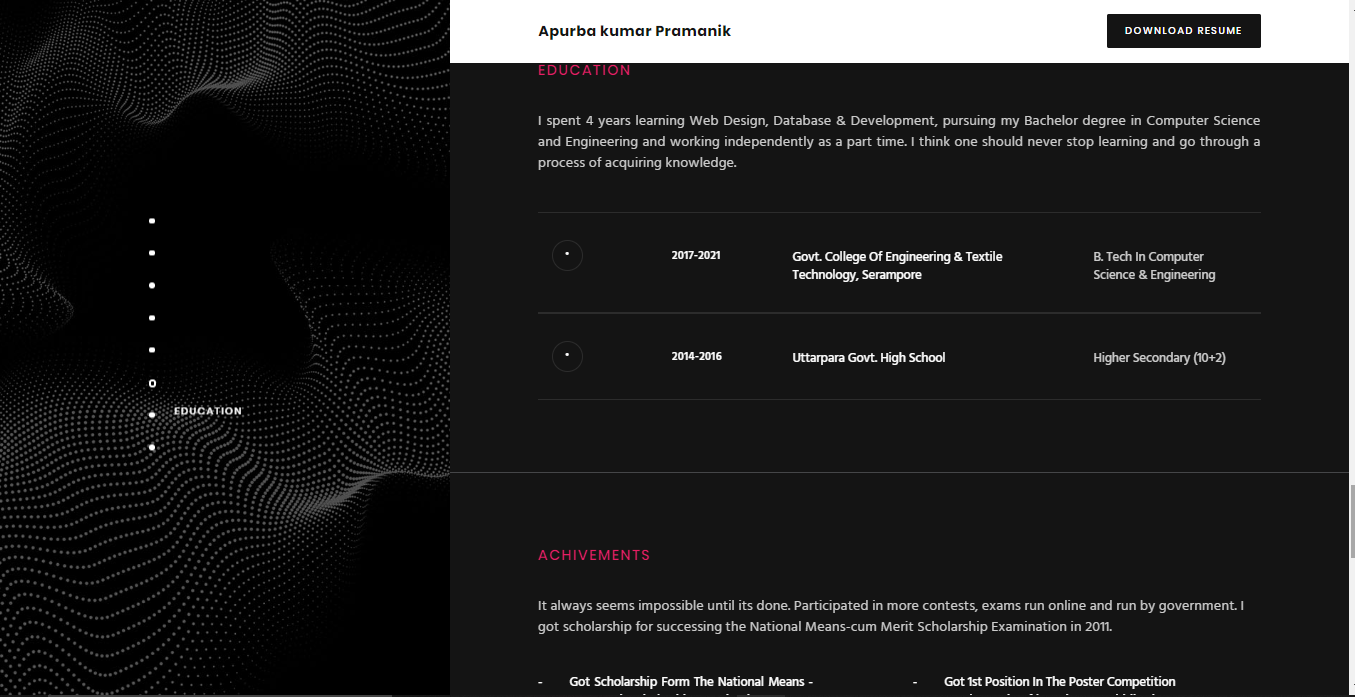 Apurba kumar Pramanik
DOWNLOAD RESUME
EDUCATION
I spent 4 years learning Web Design, Database & Development, pursuing my Bachelor degree in Computer Science
and Engineering and working independently as a part time. I think one should never stop learning and go through a
process of acquiring knowledge.
2017-2021
Govt. College Of Engineering & Textile
Technology, Serampore
B. Tech In Computer
Science & Engineering
2014-2016
Uttarpara Govt. High School
Higher Secondary (10+2)
EDUCATION
ACHIVEMENTS
It always seems impossible until its done. Participated in more contests, exams run online and run by government. I
got scholarship for successing the National Means-cum Merit Scholarship Examination in 2011.
- Got Scholarship Form The National Means -
- Got 1st Position In The Poster Competition